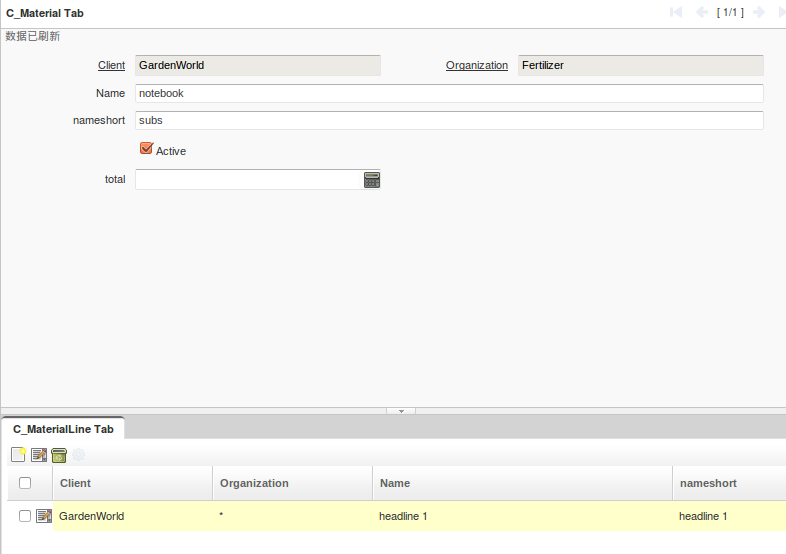 C_Material Tab [ 1/1 ]
数据已刷新
Client GardenWorld Organization Fertilizer
Name notebook
nameshort subs
Active
total
C_MaterialLine Tab
Client Organization Name nameshort
GardenWorld * headline 1 headline 1